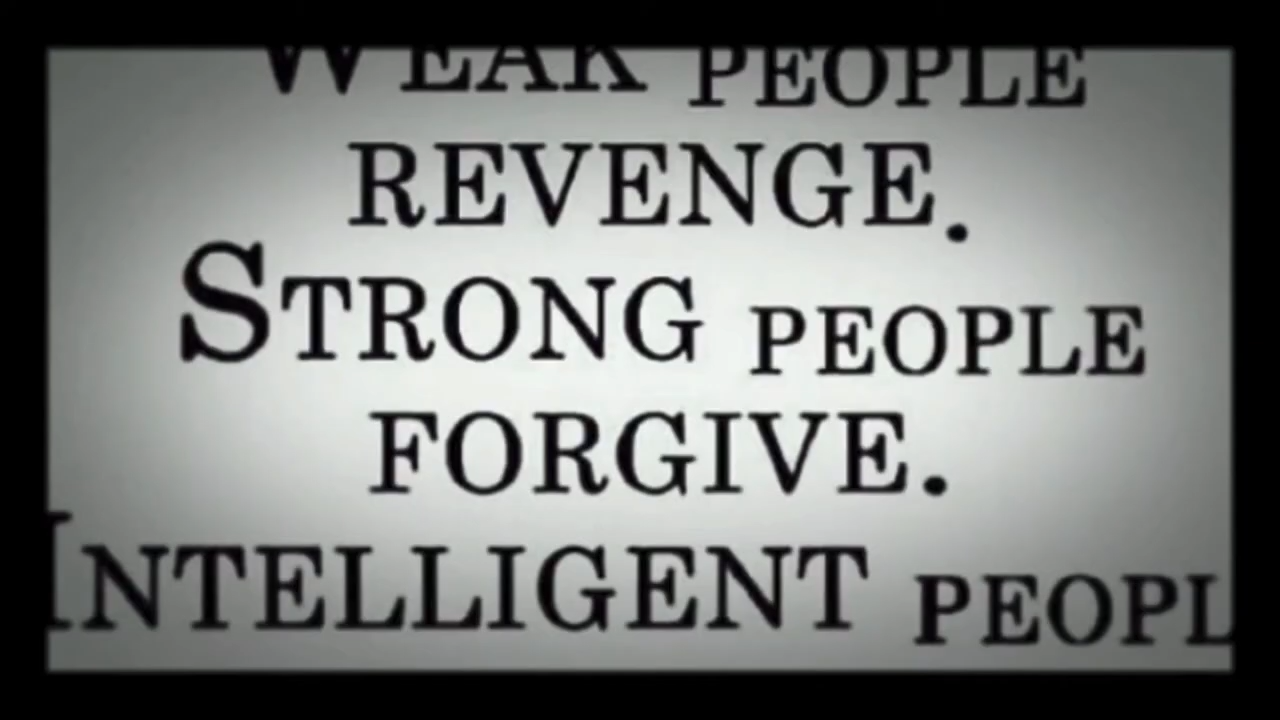 WEAK PEOPLE
REVENGE.
STRONG PEOPLE
FORGIVE.
INTELLIGENT PEOPL